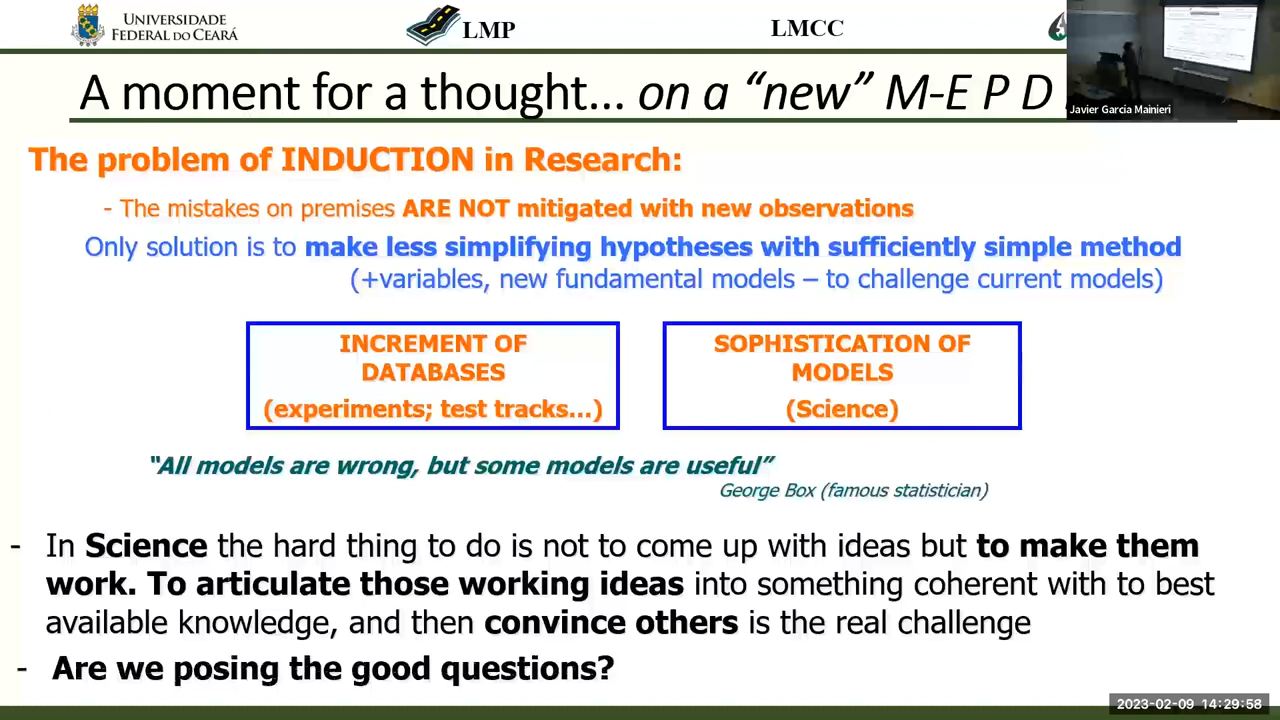 UNIVERSIDADE
FEDERAL DO CEARÁ
LMP
LMCC
A moment for a thought... on a “new” M-E P D
Javier García Mainieri
The problem of INDUCTION in Research:
- The mistakes on premises ARE NOT mitigated with new observations
Only solution is to make less simplifying hypotheses with sufficiently simple method
(+variables, new fundamental models – to challenge current models)
INCREMENT OF
DATABASES
(experiments; test tracks...)
SOPHISTICATION OF
MODELS
(Science)
“All models are wrong, but some models are useful”
George Box (famous statistician)
- In Science the hard thing to do is not to come up with ideas but to make them
work. To articulate those working ideas into something coherent with to best
available knowledge, and then convince others is the real challenge
- Are we posing the good questions?
2023-02-09 14:29:58